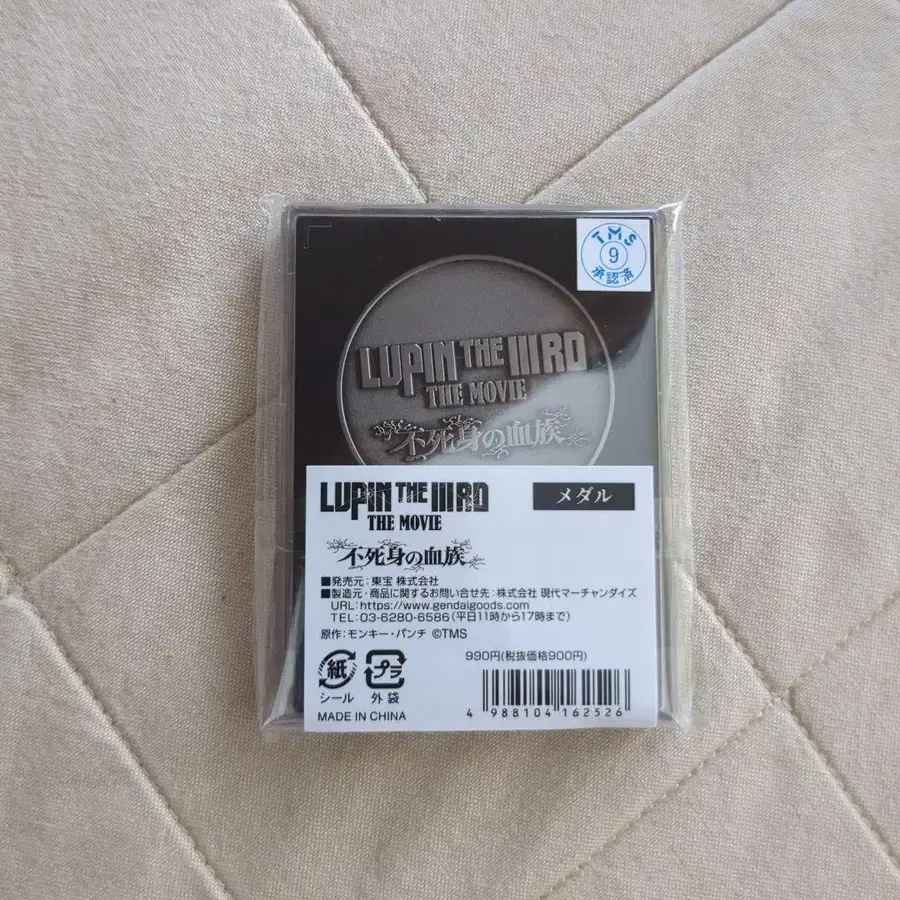 TMS
9
承認済
LUPIN THE IIIRD
THE MOVIE
不死身の血族
LUPIN THE IIIRD
THE MOVIE
メダル
不死身の血族
■発売元：東宝 株式会社
■製造元・商品に関するお問い合せ先：株式会社 現代マーチャンダイズ
URL:https://www.gendaigoods.com
TEL:03-6280-6586(平日11時から17時まで)
原作：モンキー・パンチ ©TMS
990円(税抜価格900円)
紙
プラ
シール
外袋
MADE IN CHINA
4 988104 162526